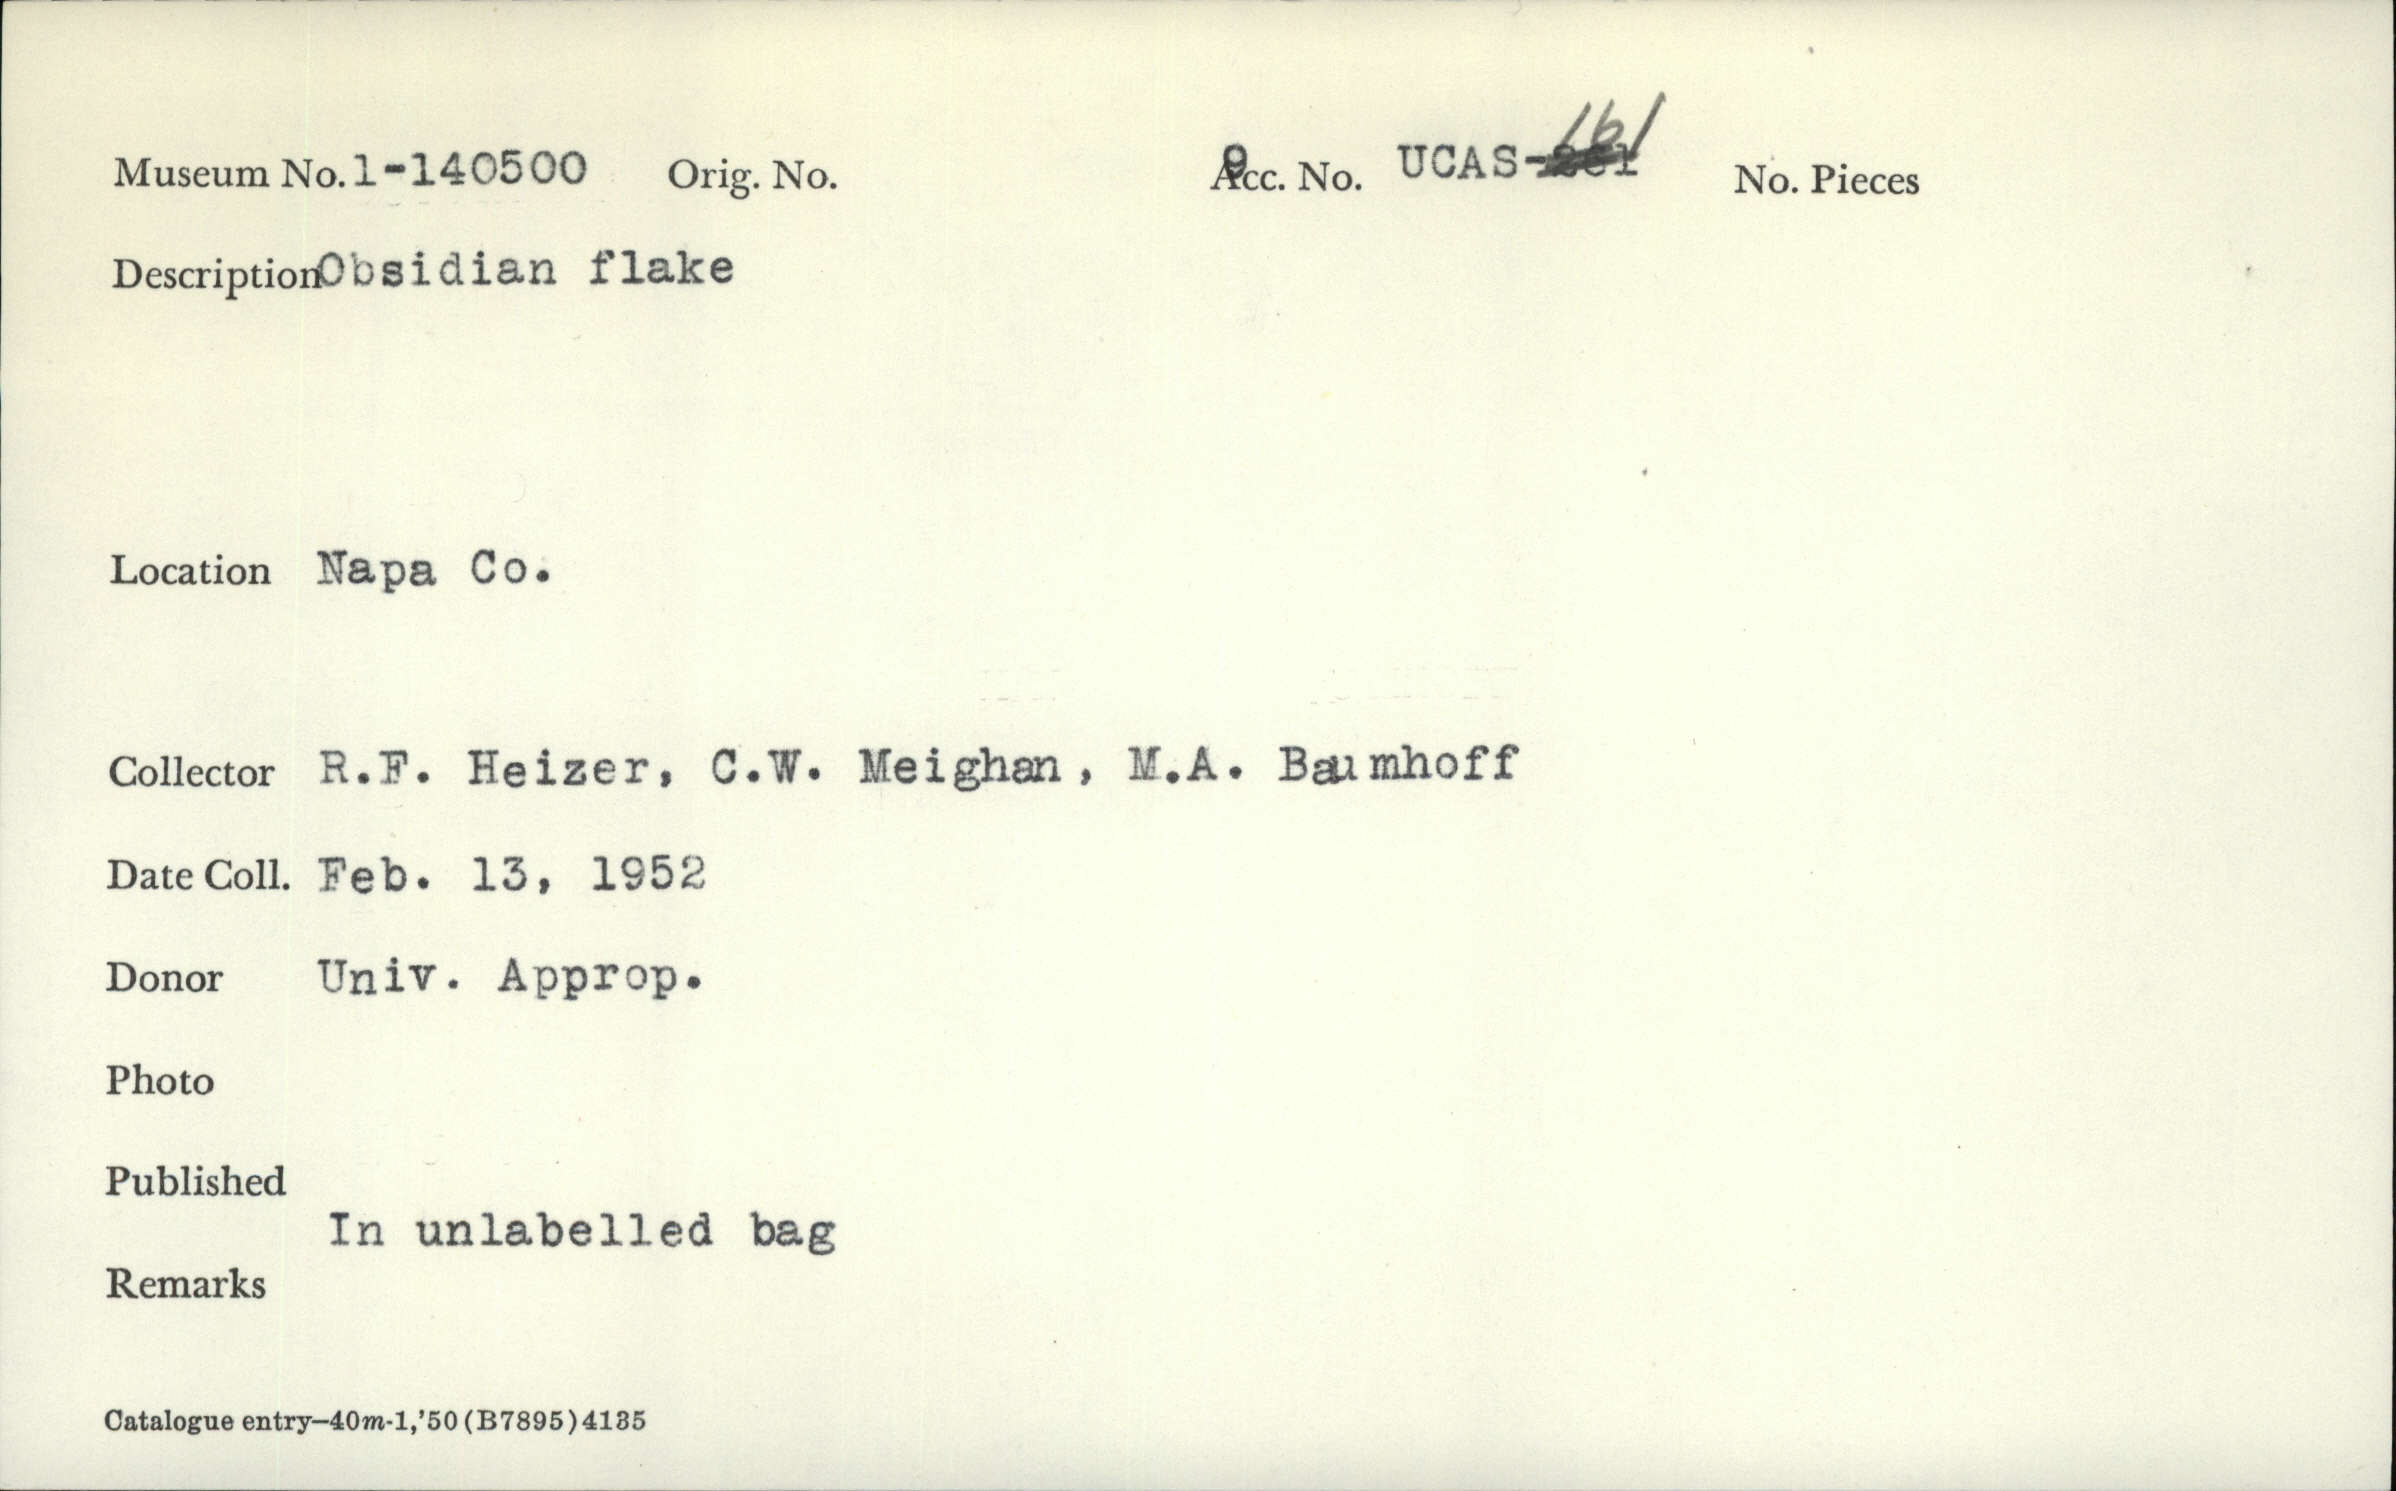 Museum No. 1-140500 Orig. No. Acc. No. UCAS-161 No. Pieces
Description Obsidian flake
Location Napa Co.
Collector R.F. Heizer, C.W. Meighan, M.A. Baumhoff
Date Coll. Feb. 13, 1952
Donor Univ. Approp.
Photo
Published
In unlabelled bag
Remarks
Catalogue entry—40m-1,'50(B7895)4135